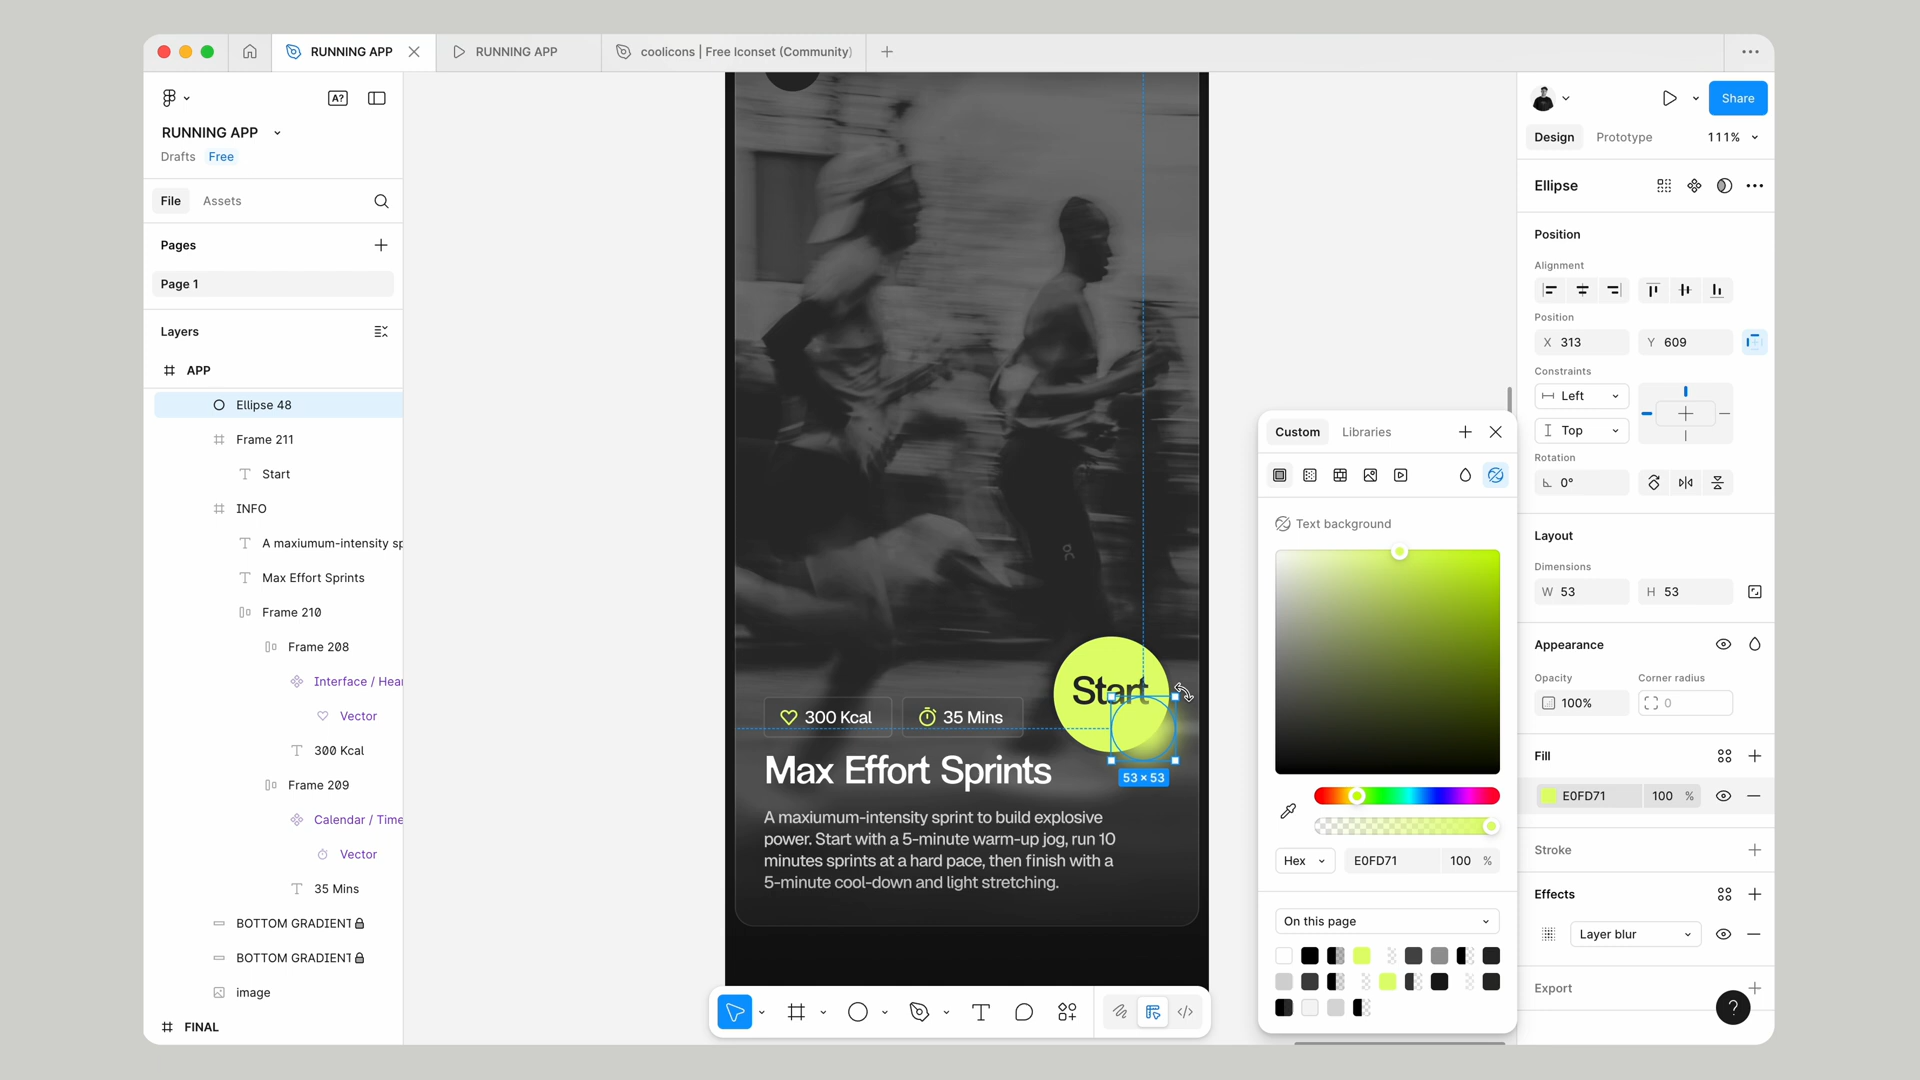 RUNNING APP
RUNNING APP
coolicons | Free Iconset (Community)
A?
RUNNING APP
Drafts Free
File Assets
Pages
Page 1
Layers
APP
Ellipse 48
Frame 211
Start
INFO
A maxiumum-intensity sp
Max Effort Sprints
Frame 210
Frame 208
Interface / Hear
Vector
300 Kcal
Frame 209
Calendar / Time
Vector
35 Mins
BOTTOM GRADIENT
BOTTOM GRADIENT
image
FINAL
Start
300 Kcal
35 Mins
Max Effort Sprints
53 × 53
A maxiumum-intensity sprint to build explosive
power. Start with a 5-minute warm-up jog, run 10
minutes sprints at a hard pace, then finish with a
5-minute cool-down and light stretching.
Custom Libraries
Text background
Hex E0FD71 100 %
On this page
Share
Design Prototype 111%
Ellipse
Position
Alignment
Position
X 313 Y 609
Constraints
Left
Top
Rotation
0°
Layout
Dimensions
W 53 H 53
Appearance
Opacity Corner radius
100% 0
Fill
E0FD71 100 %
Stroke
Effects
Layer blur
Export
?